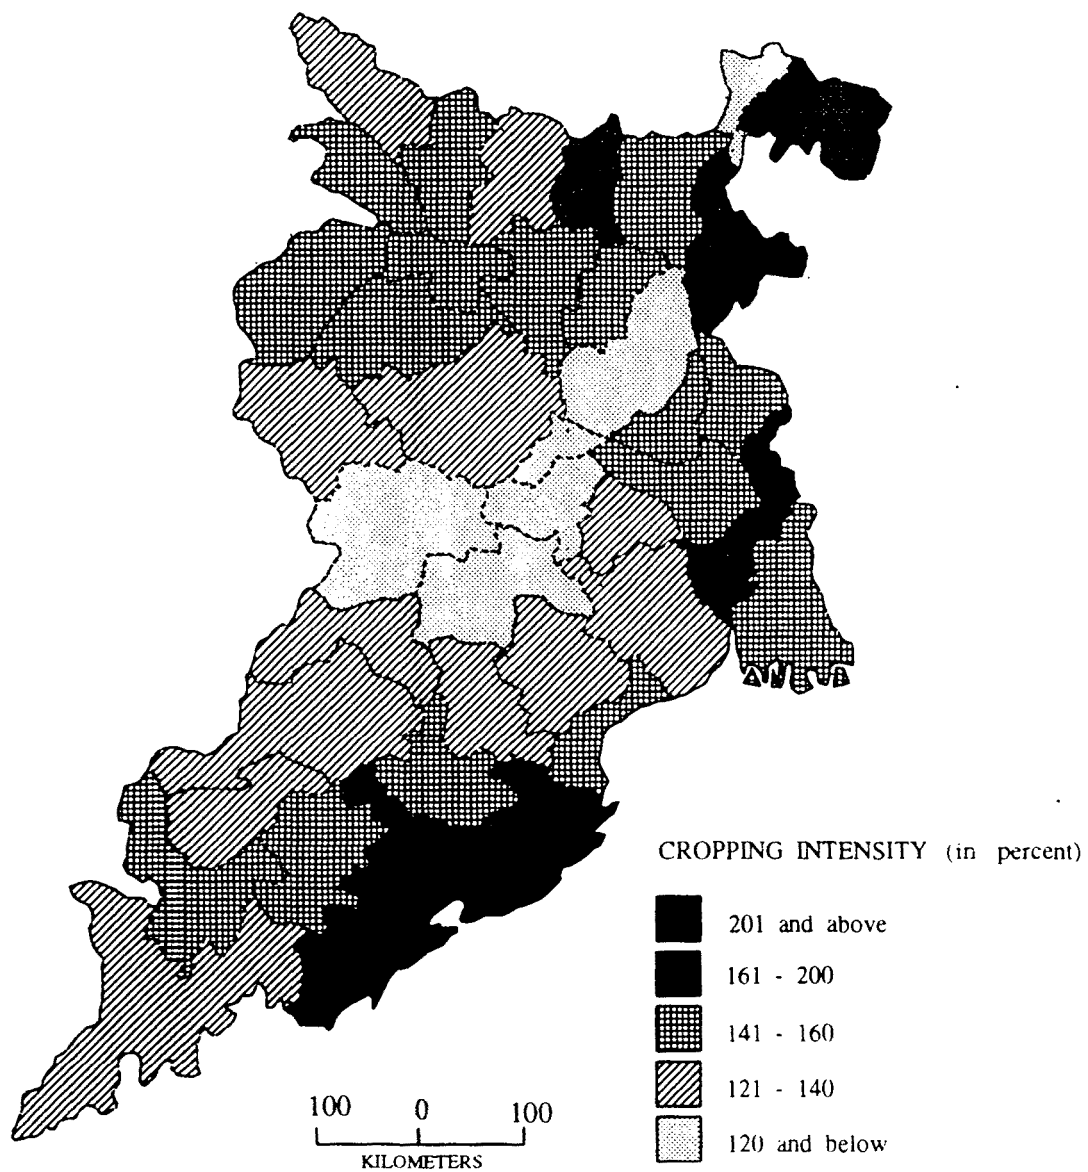 CROPPING INTENSITY (in percent)
201 and above
161 - 200
141 - 160
121 - 140
120 and below
100 0 100
KILOMETERS